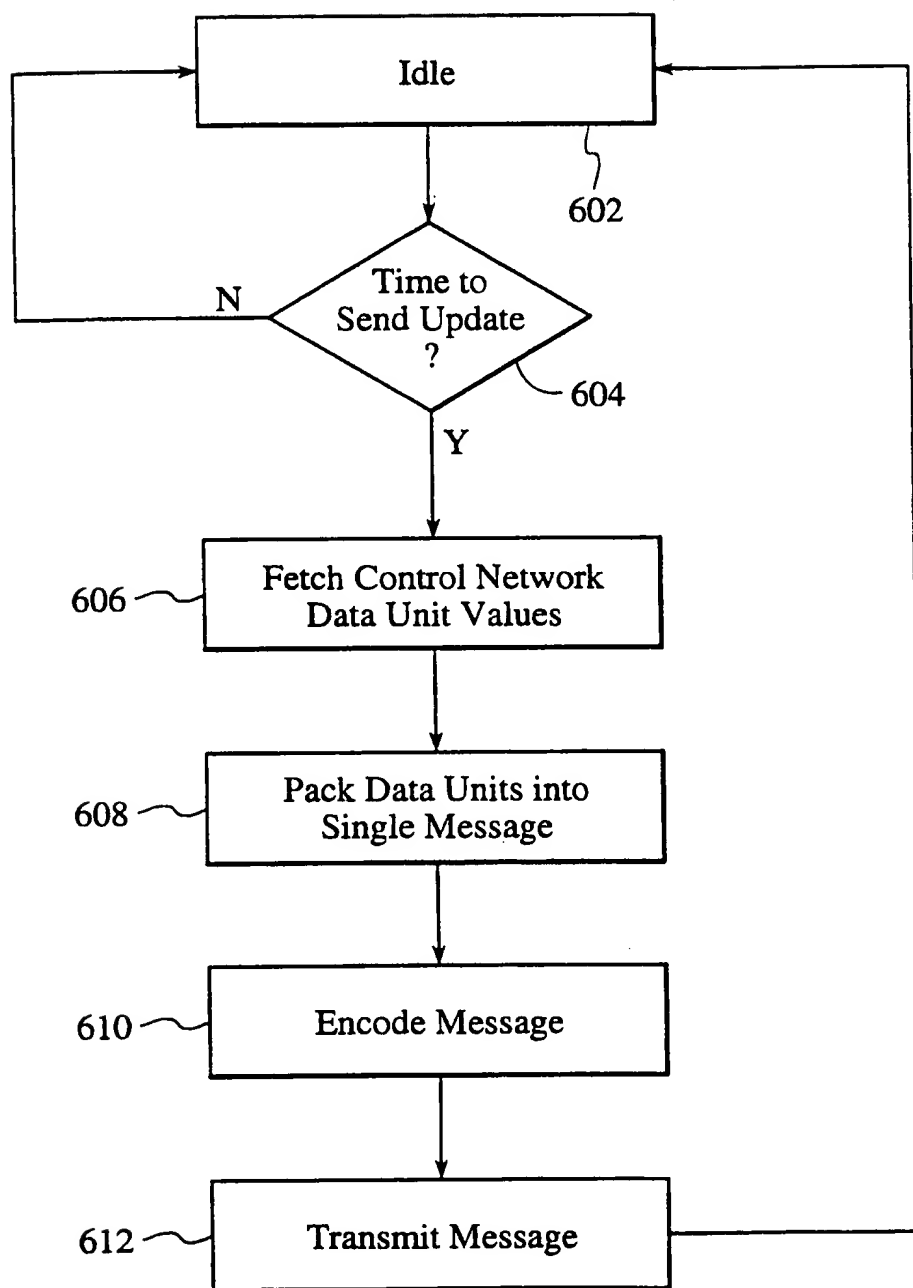 Idle
602
Time to
Send Update
?
N
604
Y
Fetch Control Network
Data Unit Values
606
Pack Data Units into
Single Message
608
Encode Message
610
Transmit Message
612